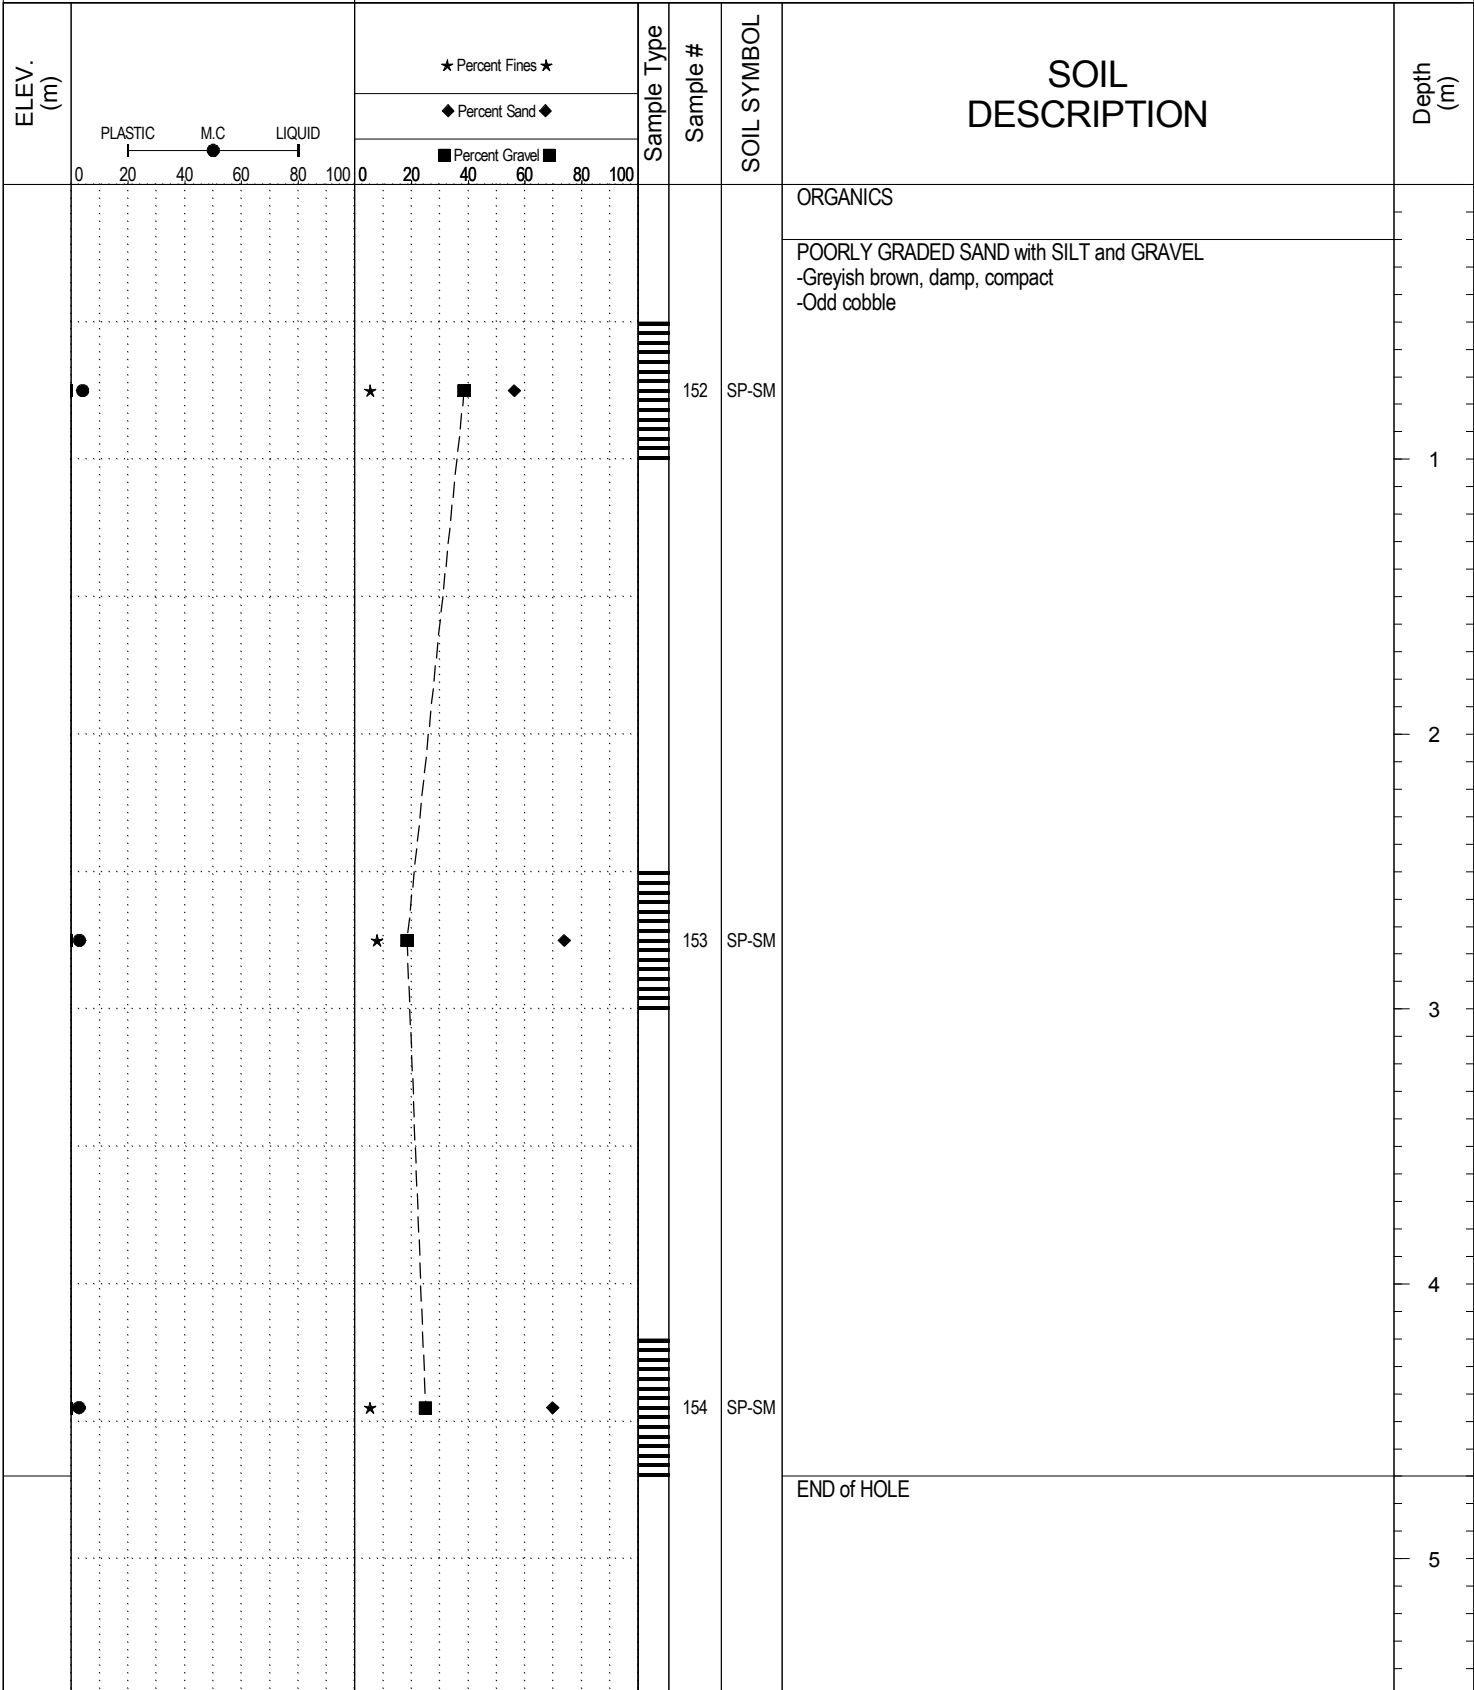 ELEV.
(m)
PLASTIC M.C LIQUID
0 20 40 60 80 100
★ Percent Fines ★
◆ Percent Sand ◆
■ Percent Gravel ■
0 20 40 60 80 100
Sample Type
Sample #
SOIL SYMBOL
SOIL
DESCRIPTION
Depth
(m)
ORGANICS
POORLY GRADED SAND with SILT and GRAVEL
-Greyish brown, damp, compact
-Odd cobble
152 SP-SM
1
2
153 SP-SM
3
4
154 SP-SM
END of HOLE
5